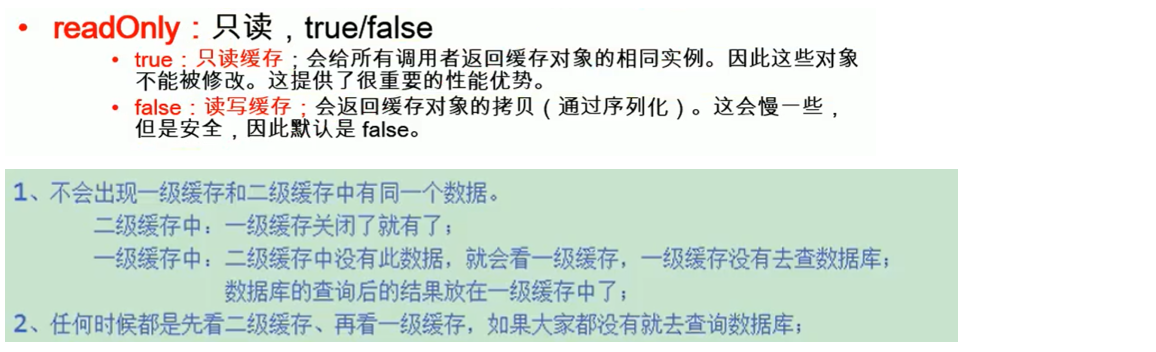 • readOnly：只读，true/false
• true：只读缓存；会给所有调用者返回缓存对象的相同实例。因此这些对象
不能被修改。这提供了很重要的性能优势。
• false：读写缓存；会返回缓存对象的拷贝（通过序列化）。这会慢一些，
但是安全，因此默认是 false。
1、不会出现一级缓存和二级缓存中有同一个数据。
二级缓存中：一级缓存关闭了就有了；
一级缓存中：二级缓存中没有此数据，就会看一级缓存，一级缓存没有去查数据库；
数据库的查询后的结果放在一级缓存中了；
2、任何时候都是先看二级缓存、再看一级缓存，如果大家都没有就去查询数据库；